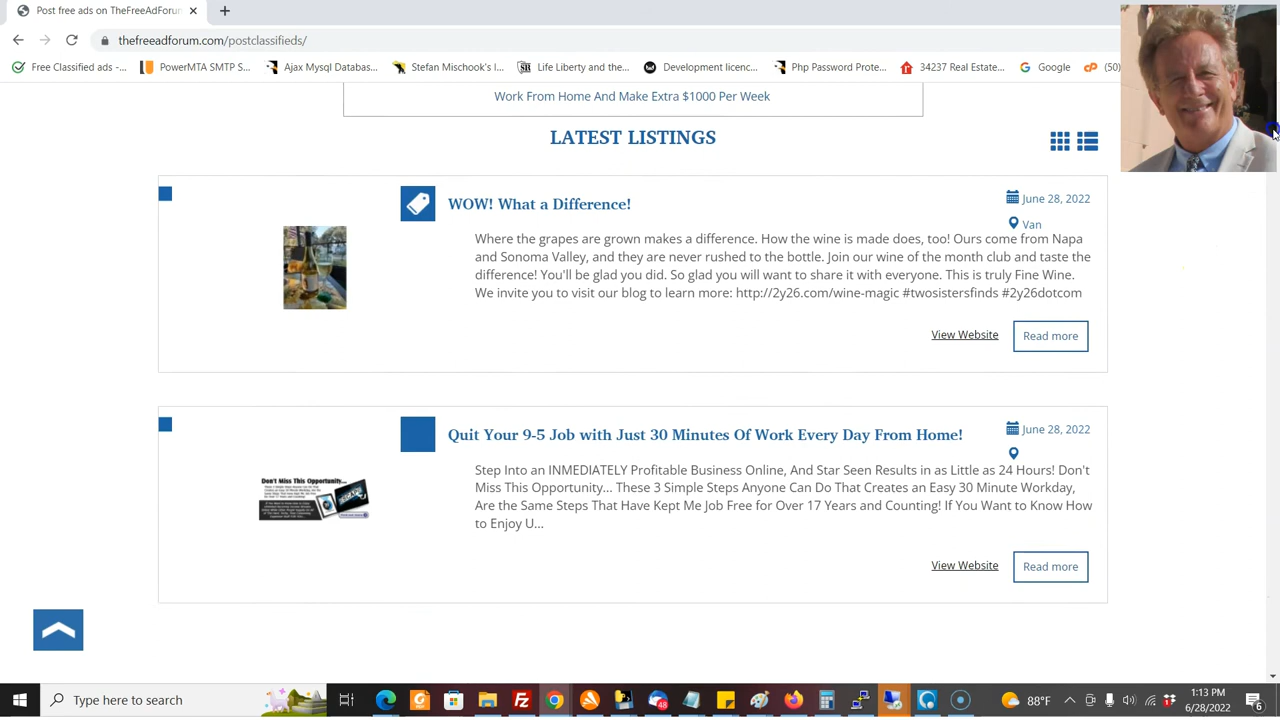 Post free ads on TheFreeAdForum
thefreeadforum.com/postclassifieds/
Free Classified ads -... PowerMTA SMTP S... Ajax Mysql Databas... Stefan Mischook's I... Life Liberty and the... Development licenc... Php Password Prote... 34237 Real Estate... Google (50)
Work From Home And Make Extra $1000 Per Week
LATEST LISTINGS
WOW! What a Difference!
June 28, 2022
Van
Where the grapes are grown makes a difference. How the wine is made does, too! Ours come from Napa
and Sonoma Valley, and they are never rushed to the bottle. Join our wine of the month club and taste the
difference! You'll be glad you did. So glad you will want to share it with everyone. This is truly Fine Wine.
We invite you to visit our blog to learn more: http://2y26.com/wine-magic #twosistersfinds #2y26dotcom
View Website Read more
Quit Your 9-5 Job with Just 30 Minutes Of Work Every Day From Home!
June 28, 2022
Step Into an INMEDIATELY Profitable Business Online, And Star Seen Results in as Little as 24 Hours! Don't
Miss This Opportunity... These 3 Simple Steps Anyone Can Do That Creates an Easy 30-Minute Workday,
Are the same Steps That Have Kept Me Job Free for Over 17 Years and Counting! If You Want to Know How
to Enjoy U...
Don't Miss This Opportunity...
View Website Read more
Type here to search
48
88°F
1:13 PM
6/28/2022
6